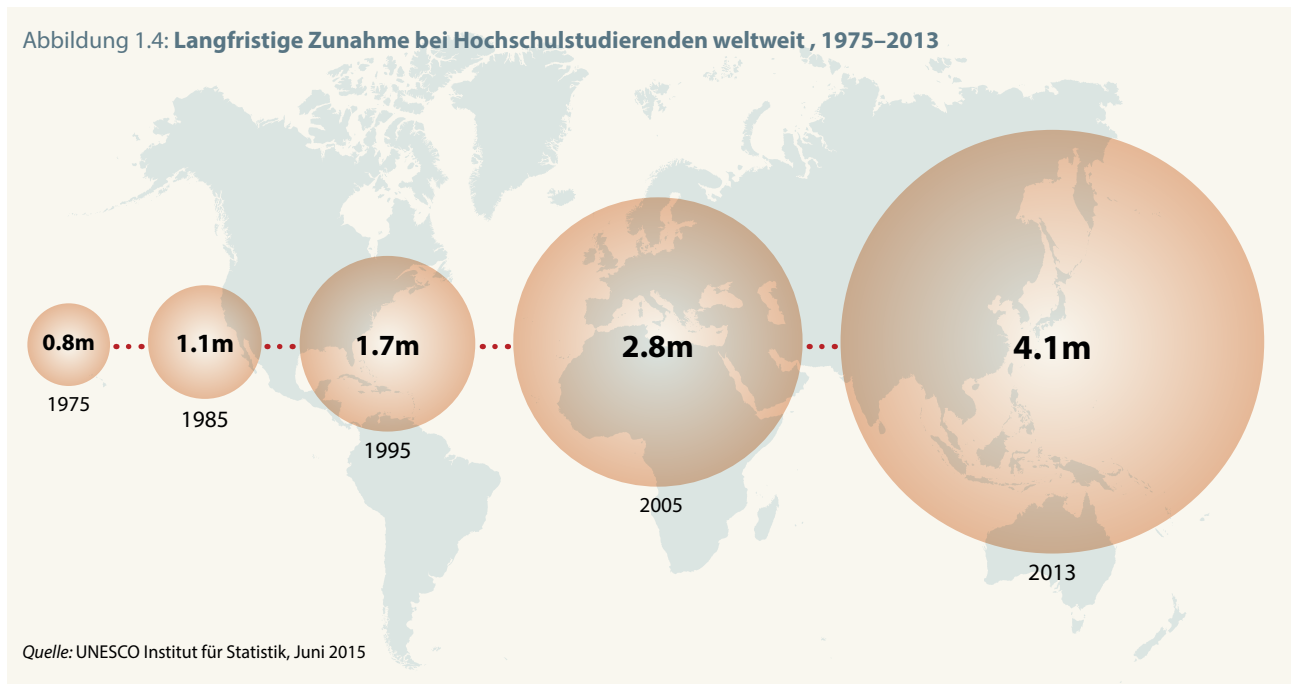 Abbildung 1.4: Langfristige Zunahme bei Hochschulstudierenden weltweit , 1975–2013
0.8m
1975
1.1m
1985
1.7m
1995
2.8m
2005
4.1m
2013
Quelle: UNESCO Institut für Statistik, Juni 2015